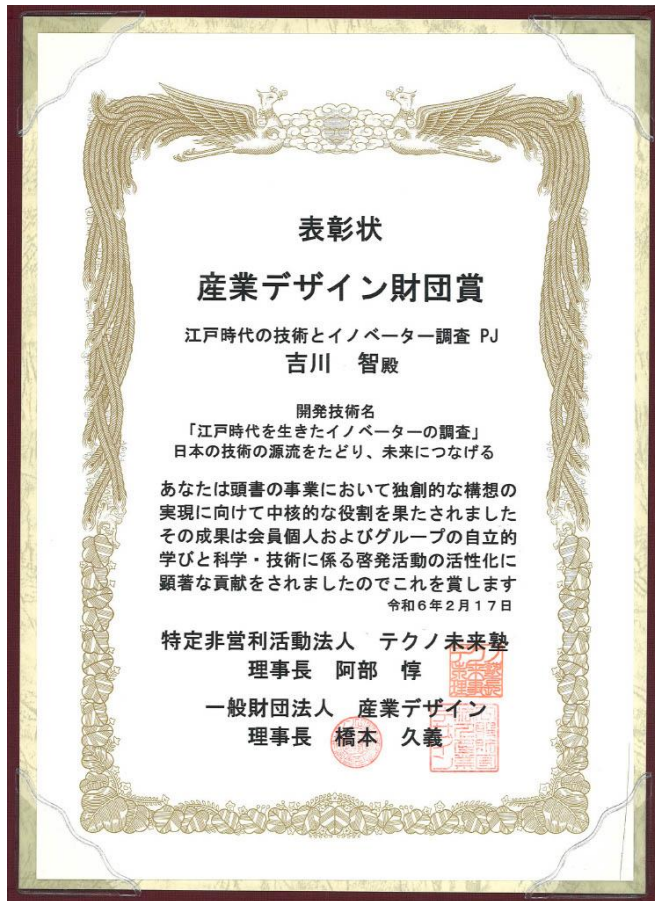 表彰状
産業デザイン財団賞
江戸時代の技術とイノベーター調査 PJ
吉川 智殿
開発技術名
「江戸時代を生きたイノベーターの調査」
日本の技術の源流をたどり、未来につなげる
あなたは頭書の事業において独創的な構想の
実現に向けて中核的な役割を果たされました
その成果は会員個人およびグループの自立的
学びと科学・技術に係る啓発活動の活性化に
顕著な貢献をされましたのでこれを賞します
令和6年2月17日
特定非営利活動法人 テクノ未来塾
理事長 阿部 惇
一般財団法人 産業デザイン
理事長 橋本 久義